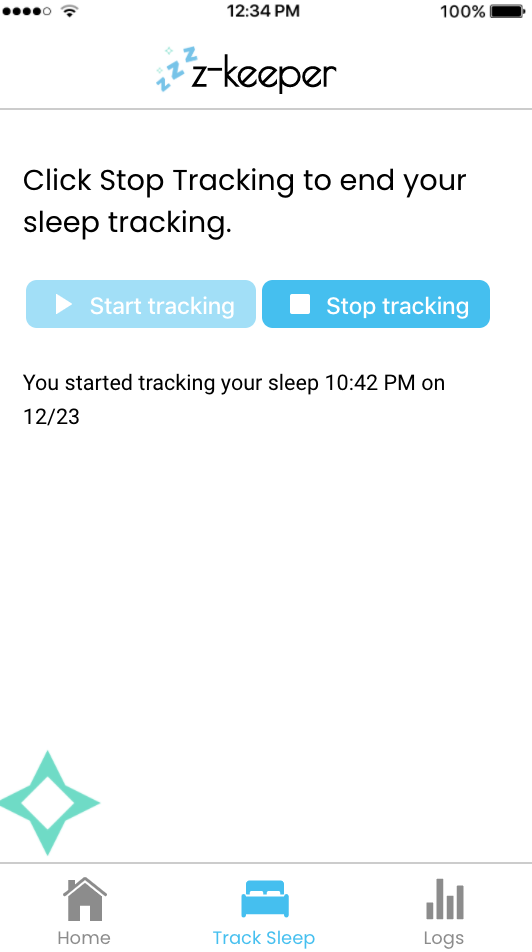 12:34 PM 100%
z z z z-keeper
Click Stop Tracking to end your
sleep tracking.
Start tracking Stop tracking
You started tracking your sleep 10:42 PM on
12/23
Home Track Sleep Logs